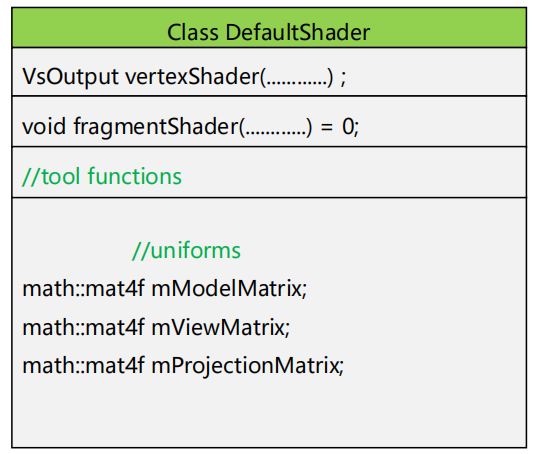 Class DefaultShader
VsOutput vertexShader(............) ;
void fragmentShader(............) = 0;
//tool functions
//uniforms
math::mat4f mModelMatrix;
math::mat4f mViewMatrix;
math::mat4f mProjectionMatrix;